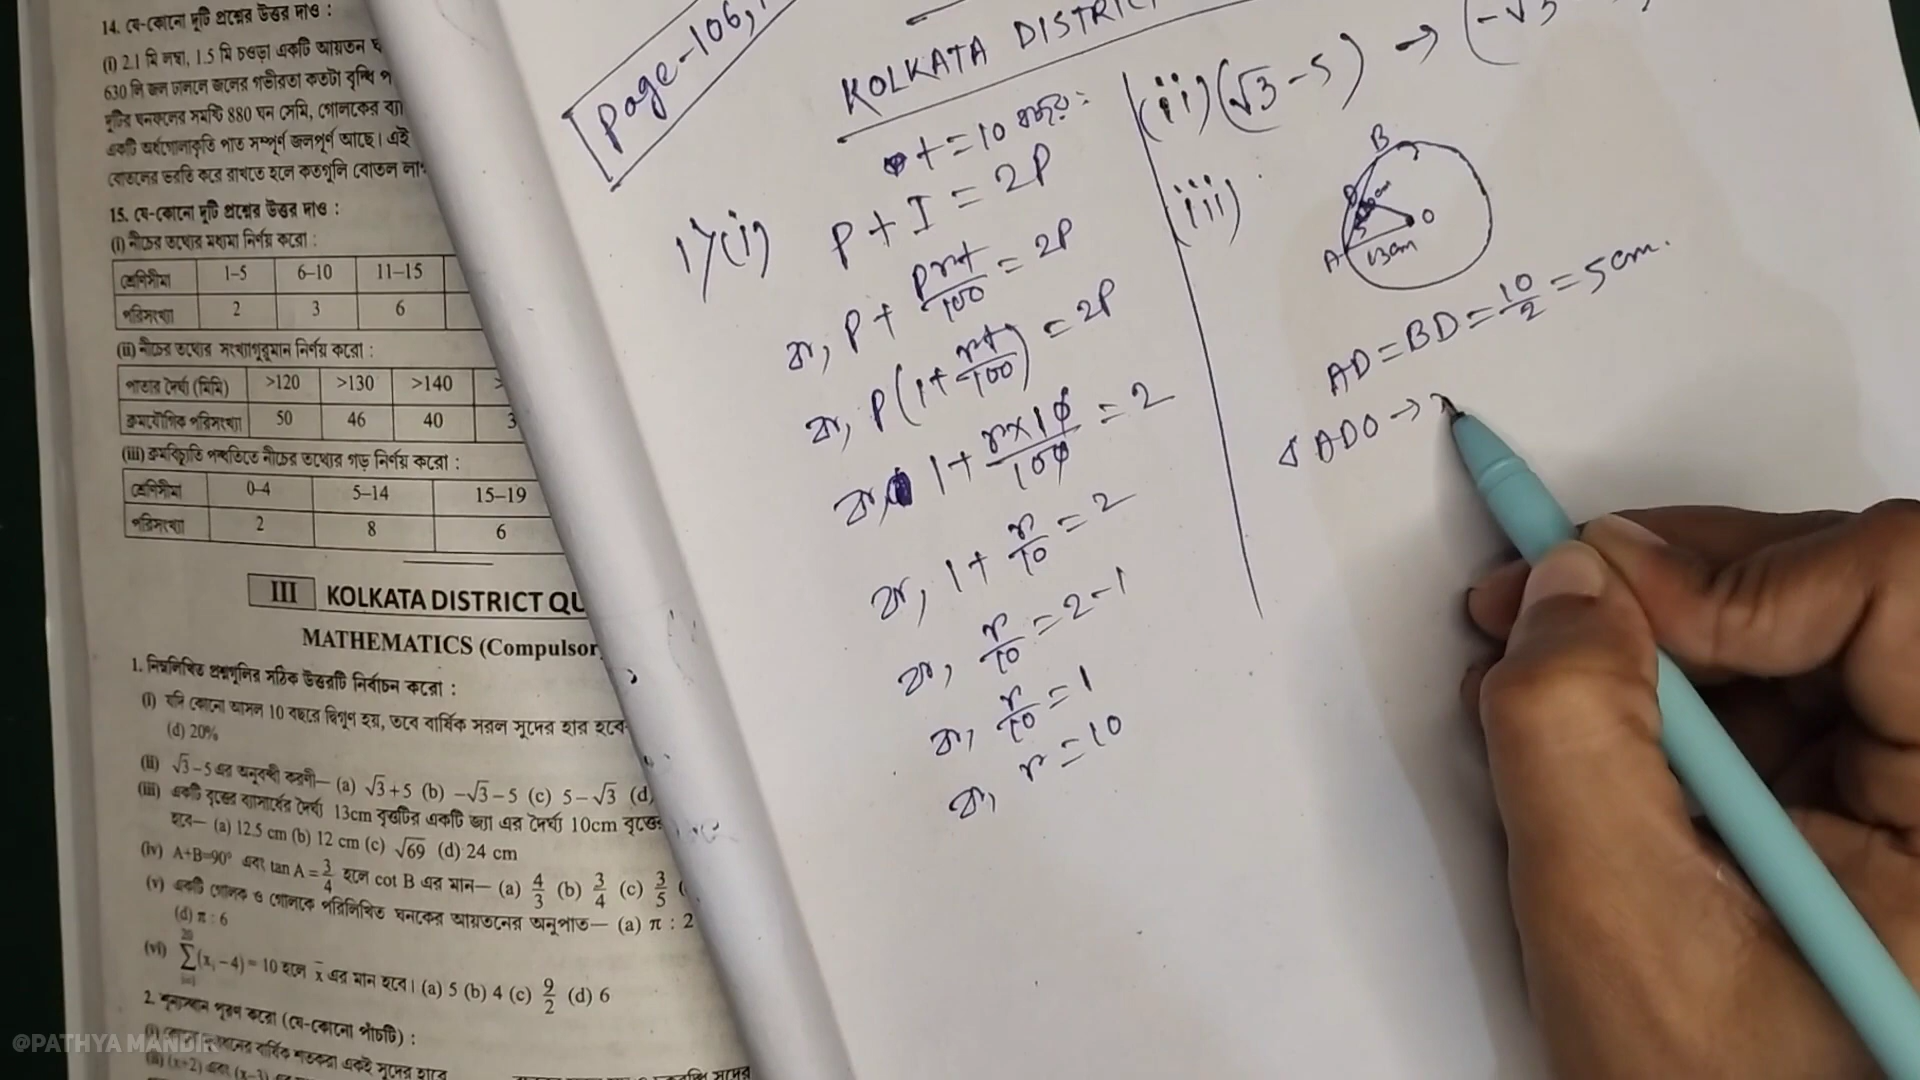 14. যে-কোনো দুটি প্রশ্নের উত্তর দাও :
(i) 2.1 মি লম্বা, 1.5 মি চওড়া একটি আয়তন
630 লি জল ঢাললে জলের গভীরতা কতটা বৃদ্ধি
দুটির ঘনফলের সমষ্টি 880 ঘন সেমি, গোলকের
একটি অর্ধগোলাকৃতি পাত্র সম্পূর্ণ জলপূর্ণ আছে। এই
বোতলের ভরতি করে রাখতে হলে কতগুলি বোতল
15. যে-কোনো দুটি প্রশ্নের উত্তর দাও :
(i) নীচের তথ্যের মধ্যমা নির্ণয় করো :
শ্রেণিসীমা 1–5 6–10 11–15
পরিসংখ্যা 2 3 6
(ii) নীচের তথ্যের সংখ্যাগুরুমান নির্ণয় করো :
পাতার দৈর্ঘ্য (মিমি) >120 >130 >140 >
ক্রমযৌগিক পরিসংখ্যা 50 46 40 3
(iii) ক্রমবিচ্যুতি পদ্ধতিতে নীচের তথ্যের গড় নির্ণয় করো :
শ্রেণিসীমা 0–4 5–14 15–19
পরিসংখ্যা 2 8 6
III KOLKATA DISTRICT QU
MATHEMATICS (Compulsor
1. নিম্নলিখিত প্রশ্নগুলির সঠিক উত্তরটি নির্বাচন করো :
(i) যদি কোনো আসল 10 বছরে দ্বিগুণ হয়, তবে বার্ষিক সরল সুদের হার হবে
(d) 20%
(ii) √3 – 5 এর অনুবন্ধী করণী— (a) √3 + 5 (b) –√3 – 5 (c) 5 – √3 (d)
(iii) একটি বৃত্তের ব্যাসার্ধের দৈর্ঘ্য 13cm বৃত্তটির একটি জ্যা এর দৈর্ঘ্য 10cm বৃত্তের
হবে— (a) 12.5 cm (b) 12 cm (c) √69 (d) 24 cm
(iv) A+B=90° এবং tan A = 3/4 হলে cot B এর মান— (a) 4/3 (b) 3/4 (c) 3/5 (
(v) একটি গোলক ও গোলকে পরিলিখিত ঘনকের আয়তনের অনুপাত— (a) π : 2
(d) π : 6
(vi) ∑(xᵢ –4) = 10 হলে x̄ এর মান হবে। (a) 5 (b) 4 (c) 9/2 (d) 6
2. শূন্যস্থান পূরণ করো (যে-কোনো পাঁচটি) :
বার্ষিক শতকরা একই সুদের হারে
@PATHYA MANDIR
Page-106,
KOLKATA DISTRIC
t = 10 বছর
1)(i) P + I = 2P
বা, P + Prt/100 = 2P
বা, P(1 + rt/100) = 2P
বা, 1 + r×10/100 = 2
বা, 1 + r/10 = 2
বা, r/10 = 2-1
বা, r/10 = 1
বা, r = 10
(ii) (√3 - 5) → (-√3
(iii)
B
D
O
A
13cm
AD = BD = 10/2 = 5cm.
Δ ADO →